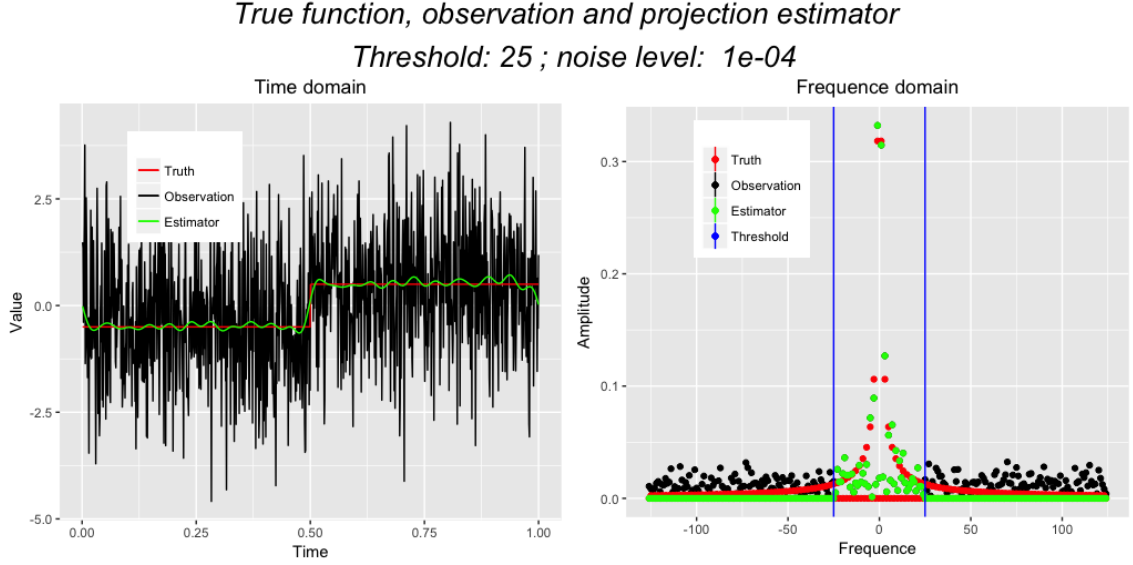 True function, observation and projection estimator
Threshold: 25 ; noise level:  1e-04
Time domain
Value
2.5
0.0
-2.5
-5.0
Truth
Observation
Estimator
0.00
0.25
0.50
0.75
1.00
Time
Frequence domain
Amplitude
0.3
0.2
0.1
0.0
Truth
Observation
Estimator
Threshold
-100
-50
0
50
100
Frequence